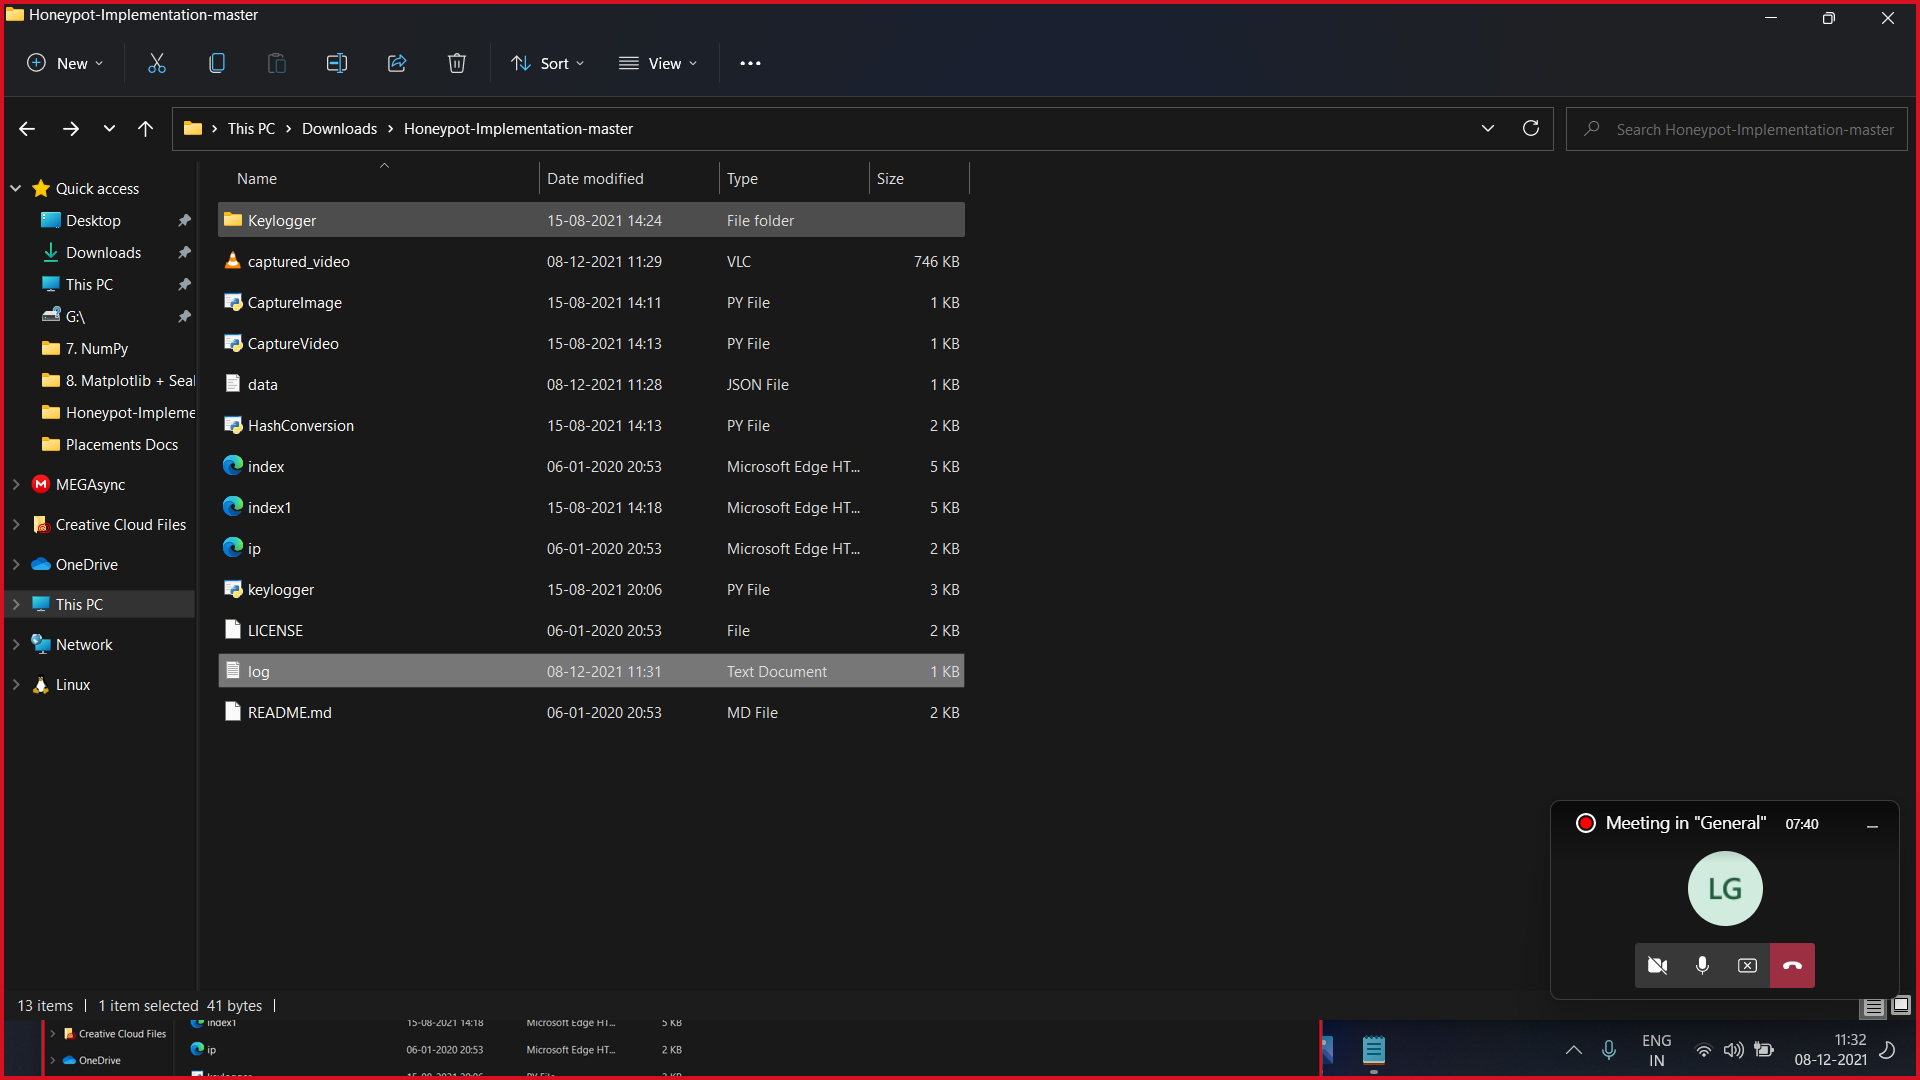 Honeypot-Implementation-master
New
Sort
View
This PC > Downloads > Honeypot-Implementation-master
Search Honeypot-Implementation-master
Quick access
Desktop
Downloads
This PC
G:\
7. NumPy
8. Matplotlib + Sea
Honeypot-Impleme
Placements Docs
MEGAsync
Creative Cloud Files
OneDrive
This PC
Network
Linux
Name Date modified Type Size
Keylogger 15-08-2021 14:24 File folder
captured_video 08-12-2021 11:29 VLC 746 KB
CaptureImage 15-08-2021 14:11 PY File 1 KB
CaptureVideo 15-08-2021 14:13 PY File 1 KB
data 08-12-2021 11:28 JSON File 1 KB
HashConversion 15-08-2021 14:13 PY File 2 KB
index 06-01-2020 20:53 Microsoft Edge HT... 5 KB
index1 15-08-2021 14:18 Microsoft Edge HT... 5 KB
ip 06-01-2020 20:53 Microsoft Edge HT... 2 KB
keylogger 15-08-2021 20:06 PY File 3 KB
LICENSE 06-01-2020 20:53 File 2 KB
log 08-12-2021 11:31 Text Document 1 KB
README.md 06-01-2020 20:53 MD File 2 KB
Meeting in "General" 07:40
LG
13 items | 1 item selected 41 bytes |
index1 15-08-2021 14:18 Microsoft Edge HT... 5 KB
Creative Cloud Files
ip 06-01-2020 20:53 Microsoft Edge HT... 2 KB
OneDrive
ENG
IN
11:32
08-12-2021